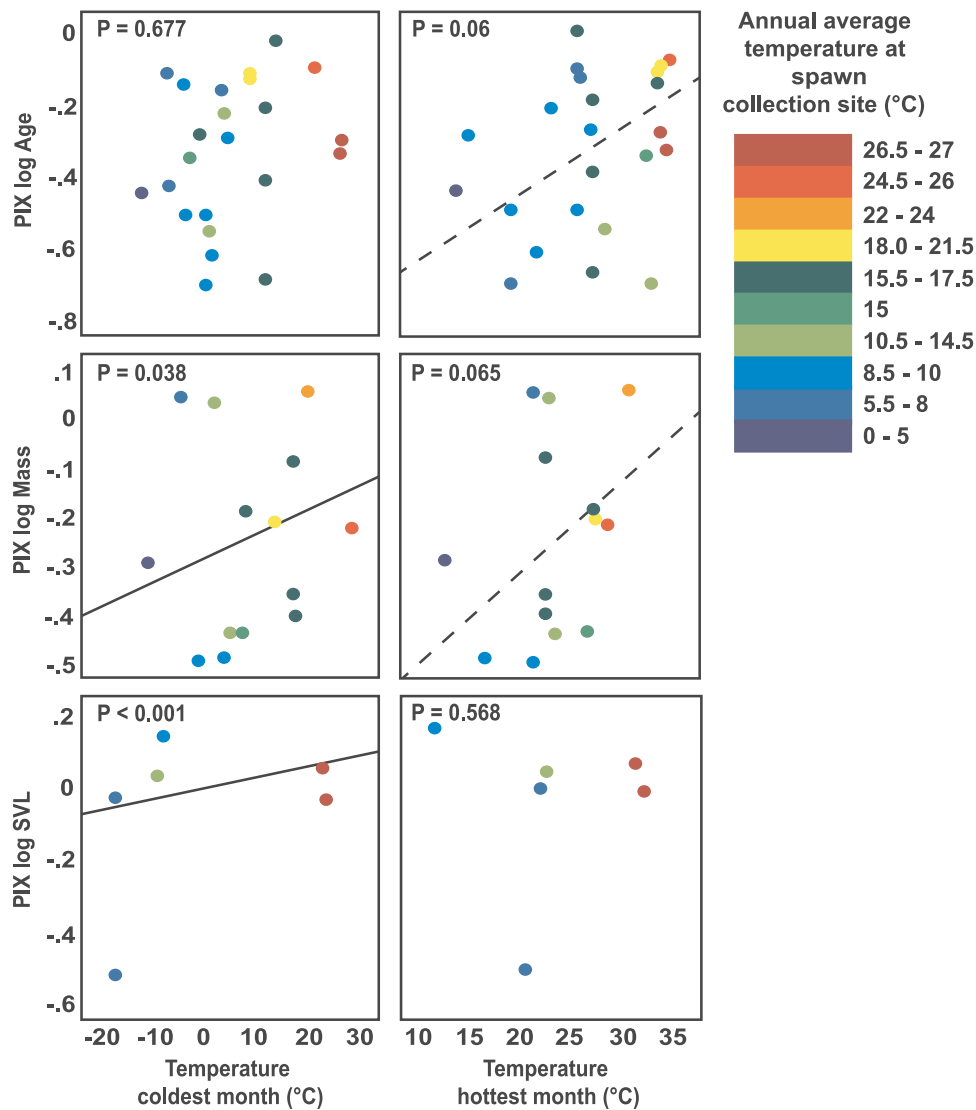 P = 0.677
P = 0.06
PIX log Age
0
-.2
-.4
-.6
-.8
P = 0.038
P = 0.065
PIX log Mass
.1
0
-.1
-.2
-.3
-.4
-.5
P < 0.001
P = 0.568
PIX log SVL
.2
0
-.2
-.4
-.6
-20 -10 0 10 20 30
10 15 20 25 30 35
Temperature
coldest month (°C)
Temperature
hottest month (°C)
Annual average
temperature at
spawn
collection site (°C)
26.5 - 27
24.5 - 26
22 - 24
18.0 - 21.5
15.5 - 17.5
15
10.5 - 14.5
8.5 - 10
5.5 - 8
0 - 5